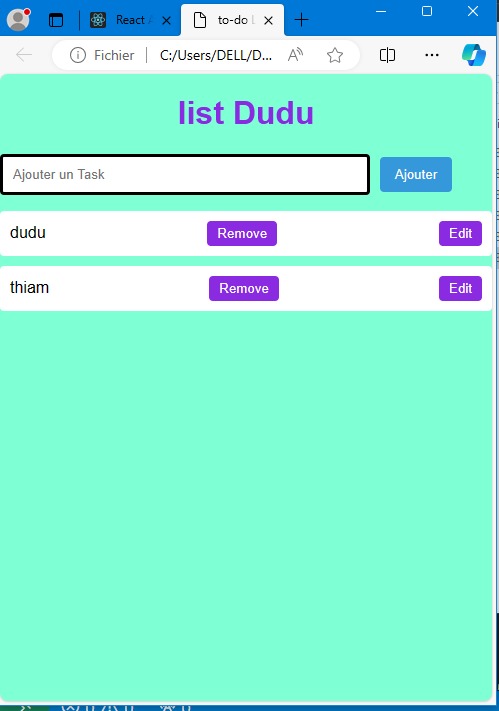 React
to-do
Fichier
C:/Users/DELL/D...
list Dudu
Ajouter un Task
Ajouter
dudu
Remove
Edit
thiam
Remove
Edit